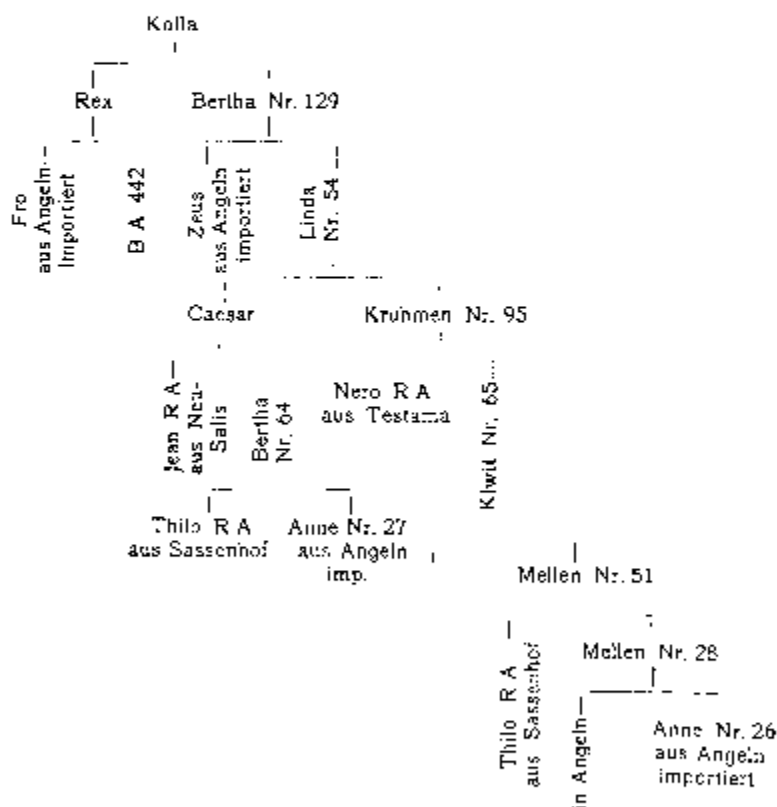 Kolla
Rex
Bertha Nr. 129
Fro
aus Angeln
Importiert
B A 442
Zeus
aus Angeln
importiert
Linda
Nr. 54
Caesar
Kruhmen Nr. 95
Jean R A
aus Neu-
Salis
Bertha
Nr. 64
Nero R A
aus Testama
Kiwit Nr. 65
Thilo R A
aus Sassenhof
Anne Nr. 27
aus Angeln
imp.
Mellen Nr. 51
Thilo R A
aus Sassenhof
Mellen Nr. 28
in Angeln
Anne Nr. 26
aus Angeln
importiert